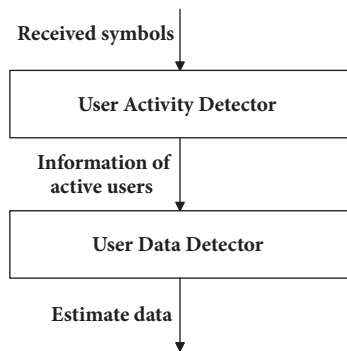 Received symbols
User Activity Detector
Information of
active users
User Data Detector
Estimate data